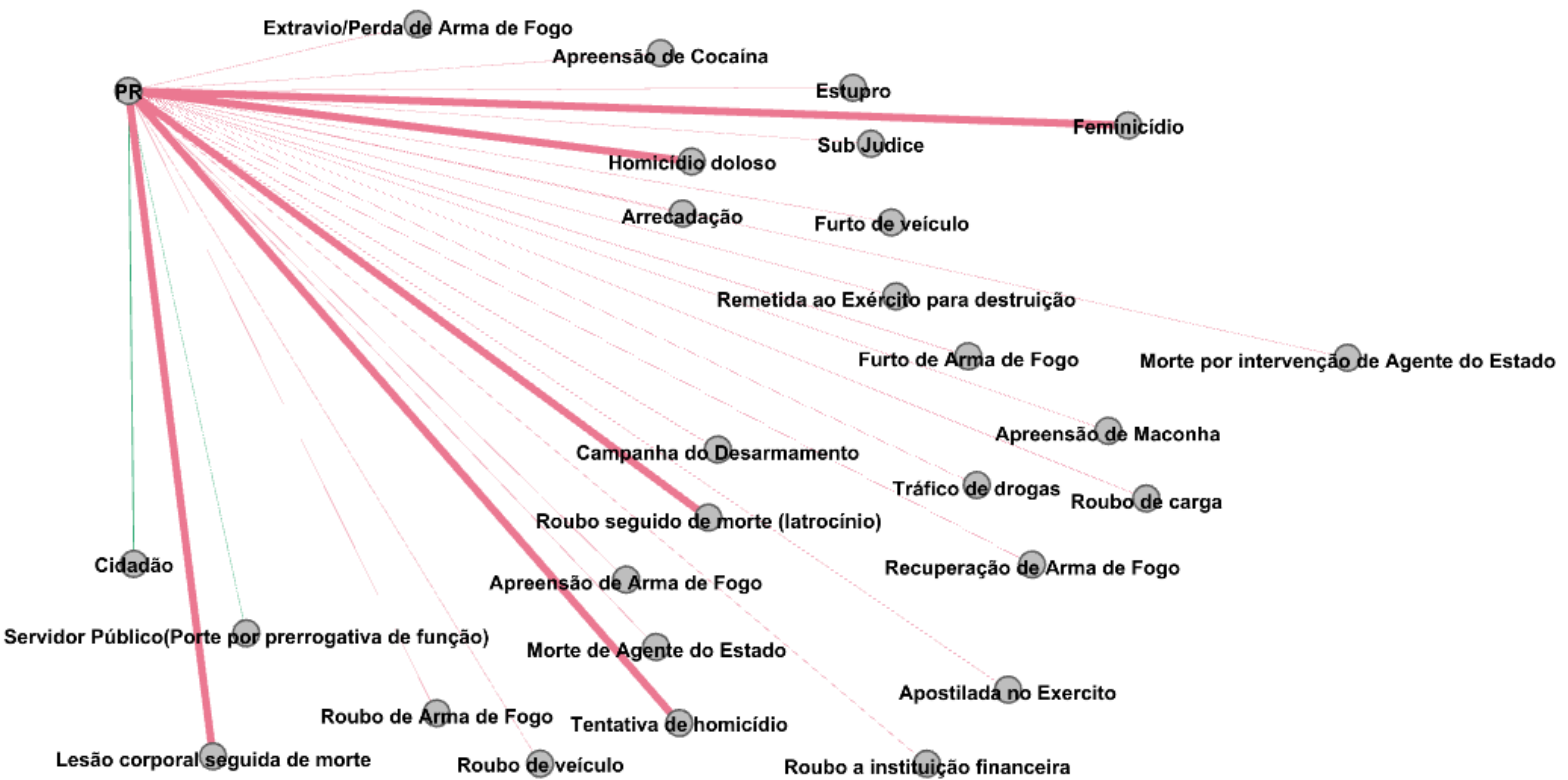 Extravio/Perda de Arma de Fogo
Apreensão de Cocaína
PR
Estupro
Feminicídio
Sub Judice
Homicídio doloso
Arrecadação
Furto de veículo
Remetida ao Exército para destruição
Furto de Arma de Fogo
Morte por intervenção de Agente do Estado
Apreensão de Maconha
Campanha do Desarmamento
Tráfico de drogas
Roubo de carga
Roubo seguido de morte (latrocínio)
Cidadão
Recuperação de Arma de Fogo
Apreensão de Arma de Fogo
Servidor Público(Porte por prerrogativa de função)
Morte de Agente do Estado
Apostilada no Exercito
Roubo de Arma de Fogo
Tentativa de homicídio
Lesão corporal seguida de morte
Roubo de veículo
Roubo a instituição financeira